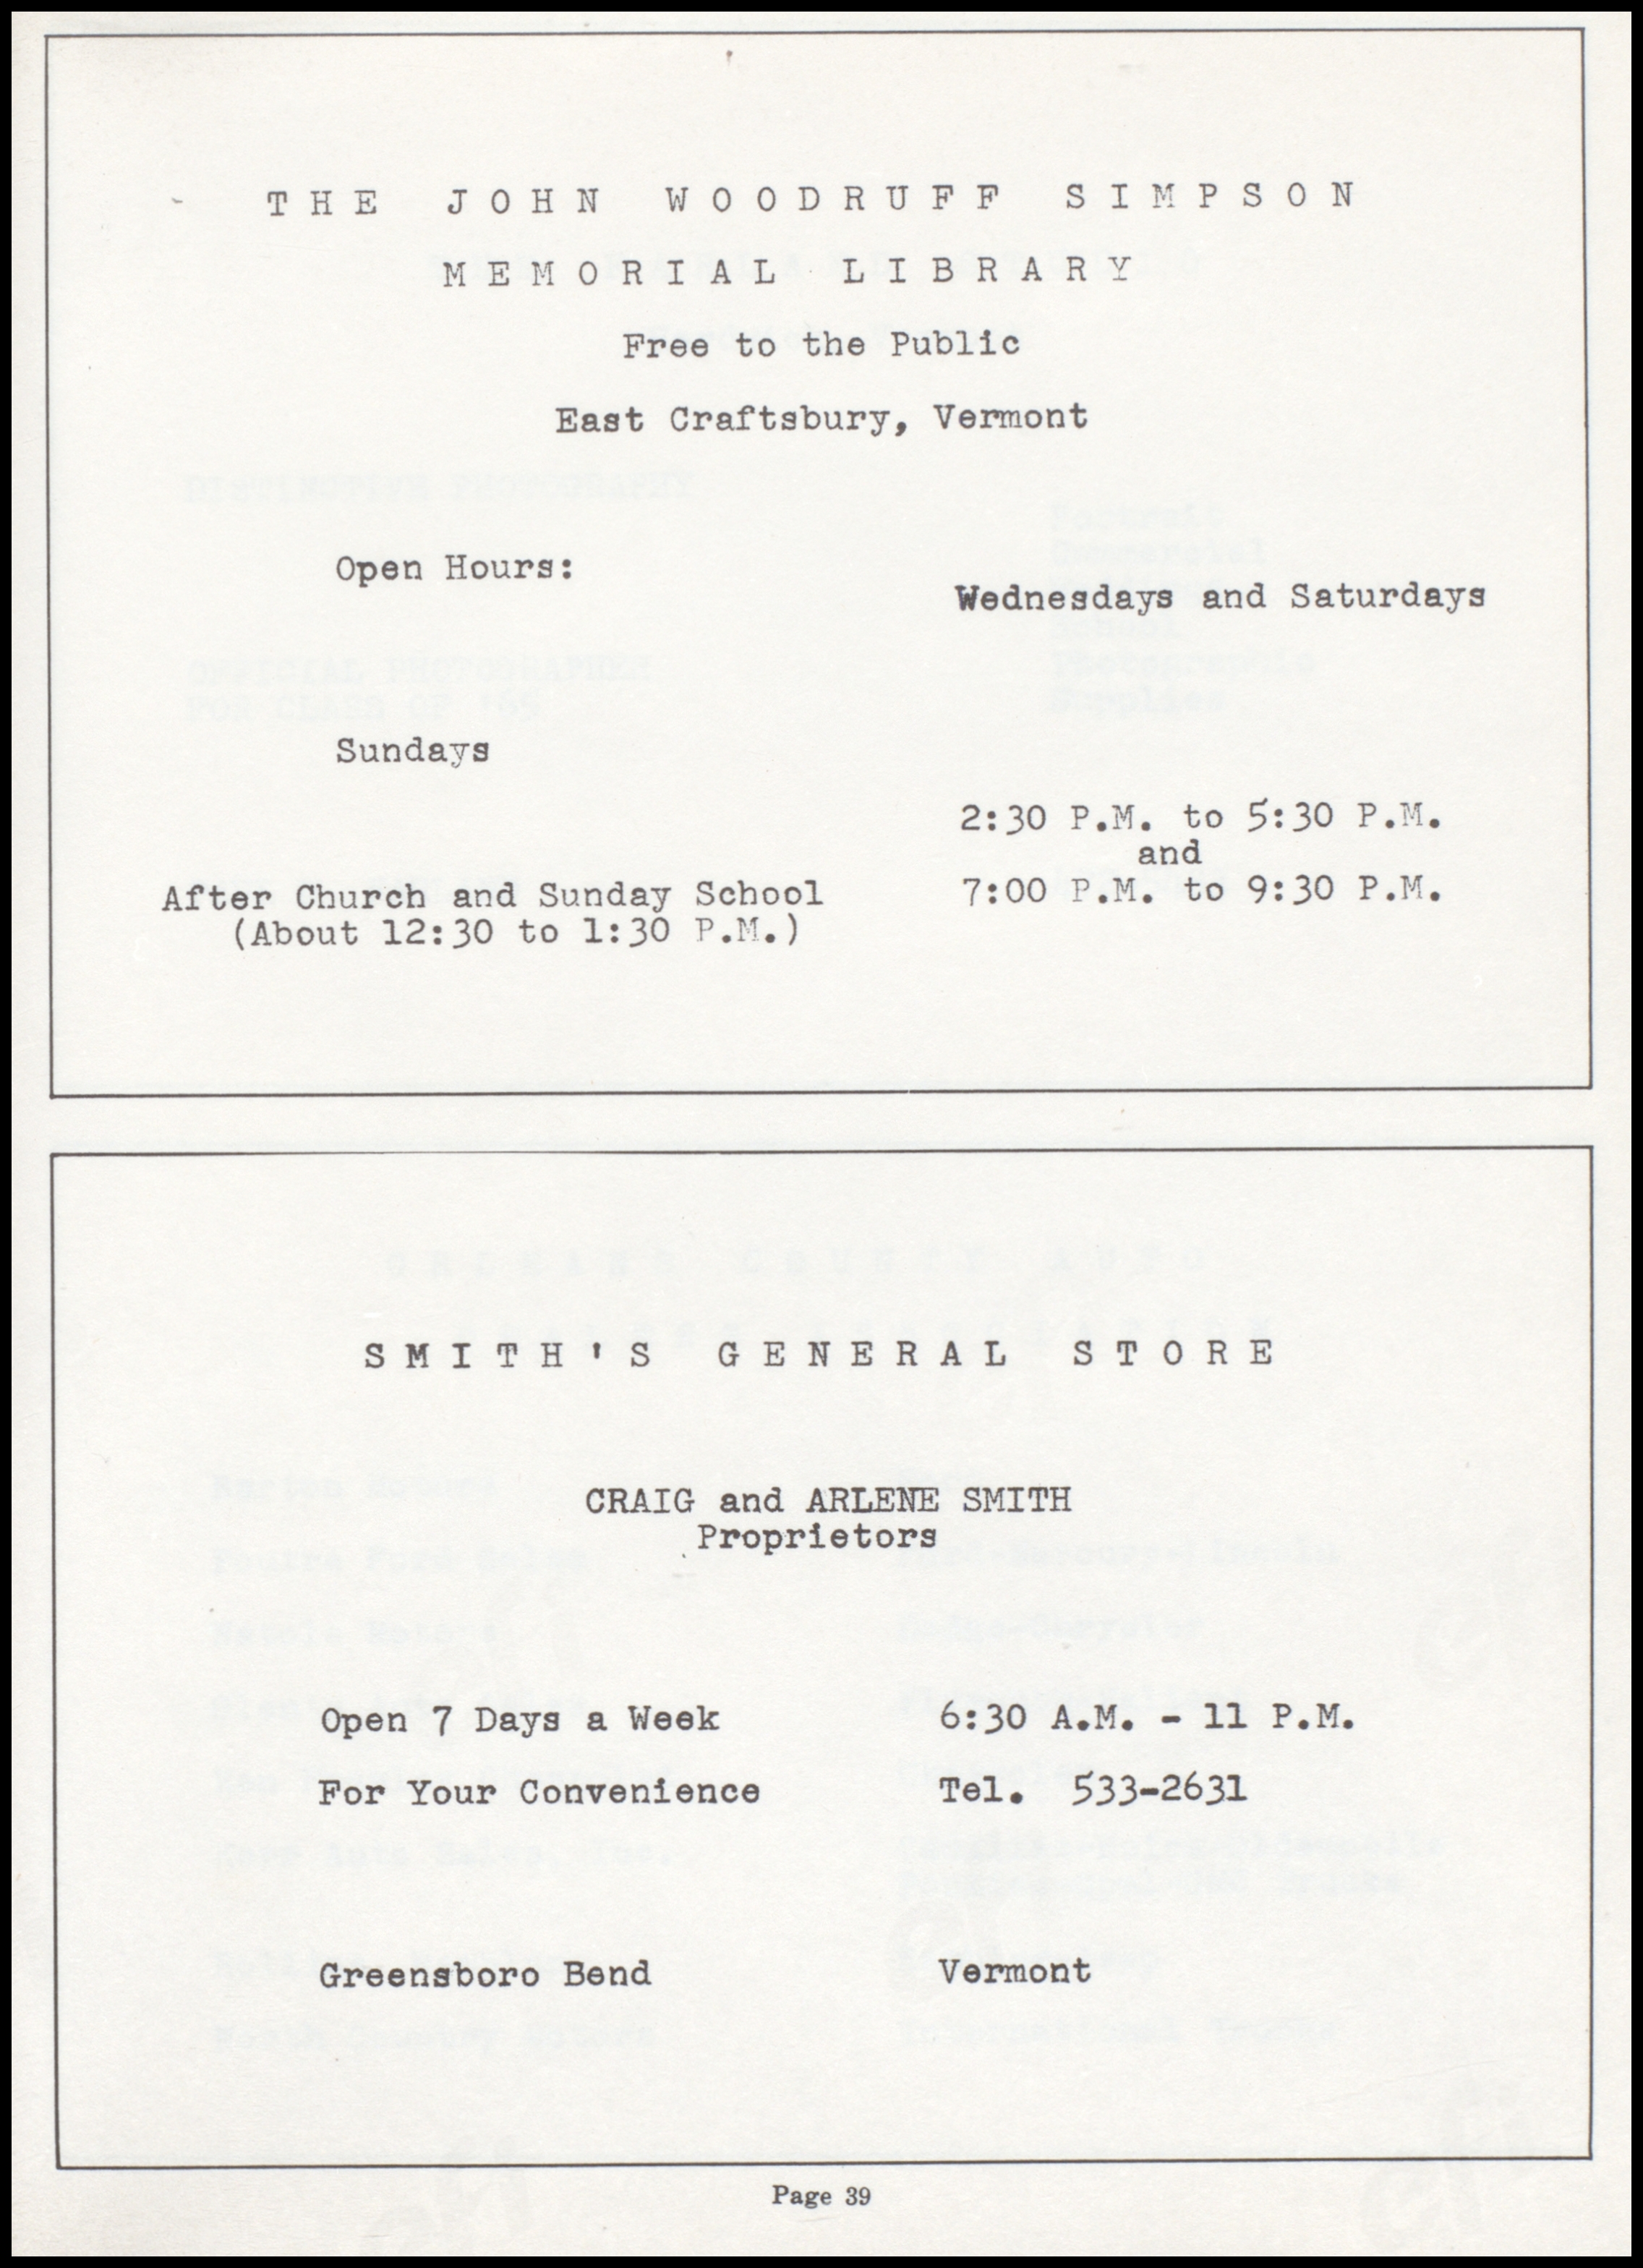 THE JOHN WOODRUFF SIMPSON
MEMORIAL LIBRARY
Free to the Public
East Craftsbury, Vermont
Open Hours:
Wednesdays and Saturdays
Sundays
2:30 P.M. to 5:30 P.M.
and
7:00 P.M. to 9:30 P.M.
After Church and Sunday School
(About 12:30 to 1:30 P.M.)
SMITH'S GENERAL STORE
CRAIG and ARLENE SMITH
Proprietors
Open 7 Days a Week 6:30 A.M. - 11 P.M.
For Your Convenience Tel. 533-2631
Greensboro Bend Vermont
Page 39